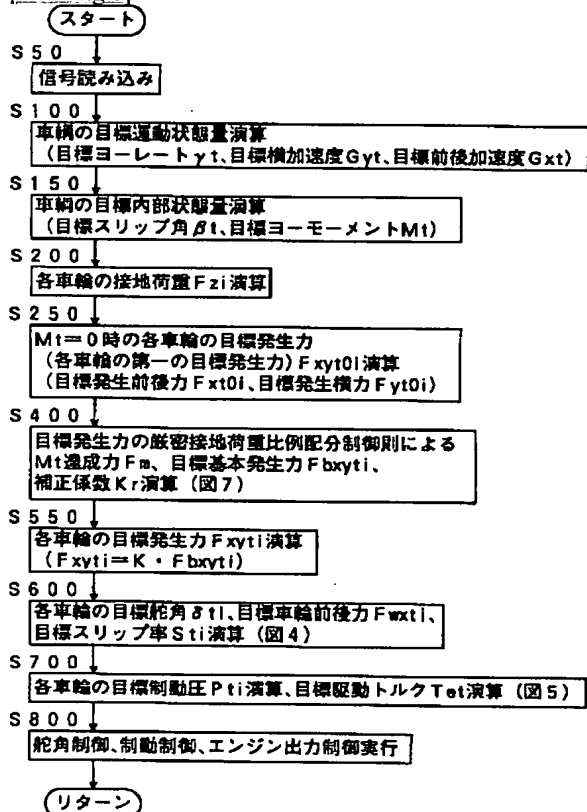 スタート
S50
信号読み込み
S100
車輌の目標運動状態量演算
(目標ヨーレートγt、目標横加速度Gyt、目標前後加速度Gxt)
S150
車輌の目標内部状態量演算
(目標スリップ角βt、目標ヨーモーメントMt)
S200
各車輪の接地荷重Fzi演算
S250
Mt=0時の各車輪の目標発生力
(各車輪の第一の目標発生力)Fxyt0i演算
(目標発生前後力Fxt0i、目標発生横力Fyt0i)
S400
目標発生力の厳密接地荷重比例配分制御則による
Mt達成力Fm、目標基本発生力Fbxyti、
補正係数Kr演算(図7)
S550
各車輪の目標発生力Fxyti演算
(Fxyti=K・Fbxyti)
S600
各車輪の目標舵角δti、目標車輪前後力Fwxti、
目標スリップ率Sti演算(図4)
S700
各車輪の目標制動圧Pti演算、目標駆動トルクTet演算(図5)
S800
舵角制御、制動制御、エンジン出力制御実行
リターン